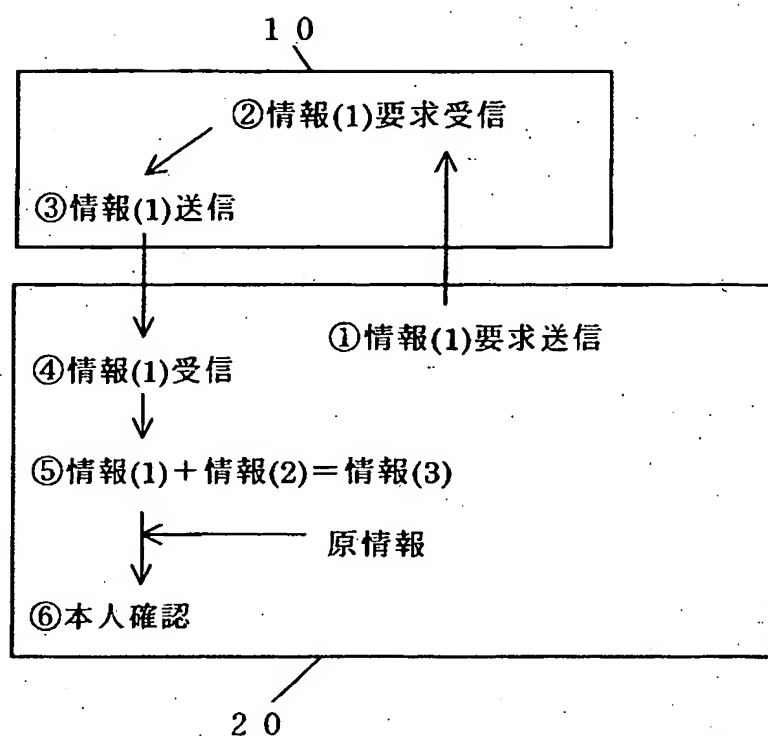 １０
②情報(1)要求受信
③情報(1)送信
①情報(1)要求送信
④情報(1)受信
⑤情報(1)＋情報(2)＝情報(3)
原情報
⑥本人確認
２０